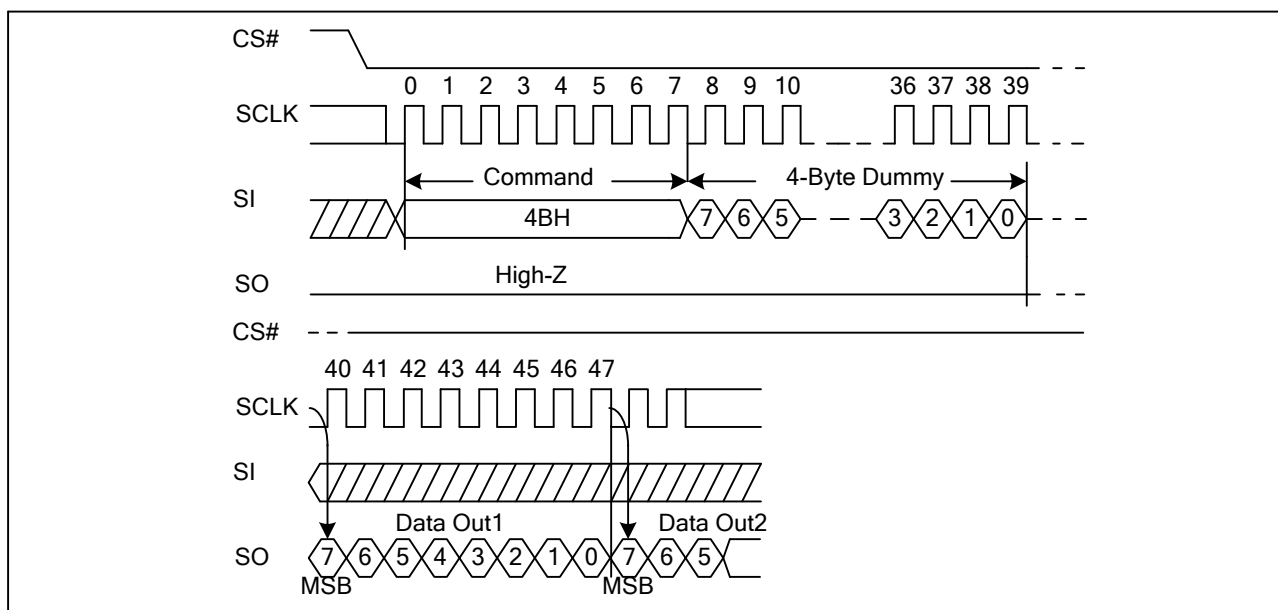 CS#
0 1 2 3 4 5 6 7 8 9 10 36 37 38 39
SCLK
Command 4-Byte Dummy
SI
4BH 7 6 5 3 2 1 0
High-Z
SO
CS#
40 41 42 43 44 45 46 47
SCLK
SI
Data Out1 Data Out2
SO 7 6 5 4 3 2 1 0 7 6 5
MSB MSB